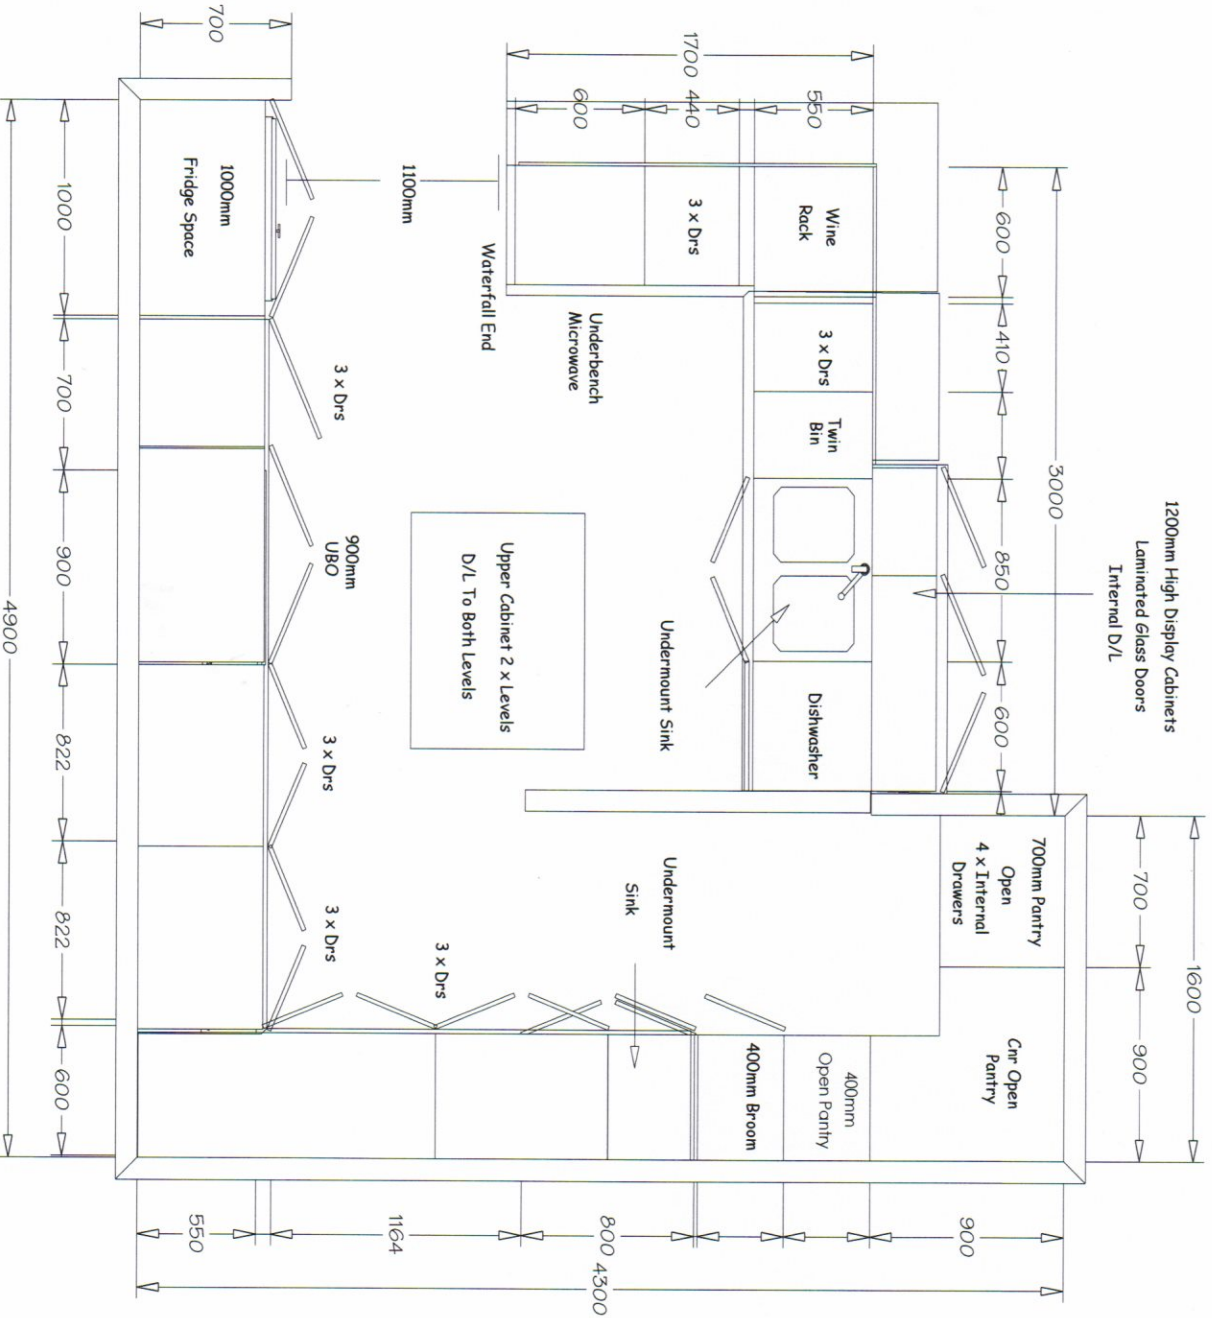 1200mm High Display Cabinets
Laminated Glass Doors
Internal D/L
1600
700
900
3000
600
410
850
600
700mm Pantry
Open
4 x Internal
Drawers
Cnr Open
Pantry
900
550
440
600
1700
Wine
Rack
3 x Drs
Twin
Bin
Dishwasher
400mm
Open Pantry
400mm Broom
3 x Drs
Undermount Sink
Undermount
Sink
800
4300
Underbench
Microwave
Waterfall End
Upper Cabinet 2 x Levels
D/L To Both Levels
3 x Drs
1164
1100mm
3 x Drs
900mm
UBO
3 x Drs
3 x Drs
700
1000mm
Fridge Space
550
1000
700
900
822
822
600
4900